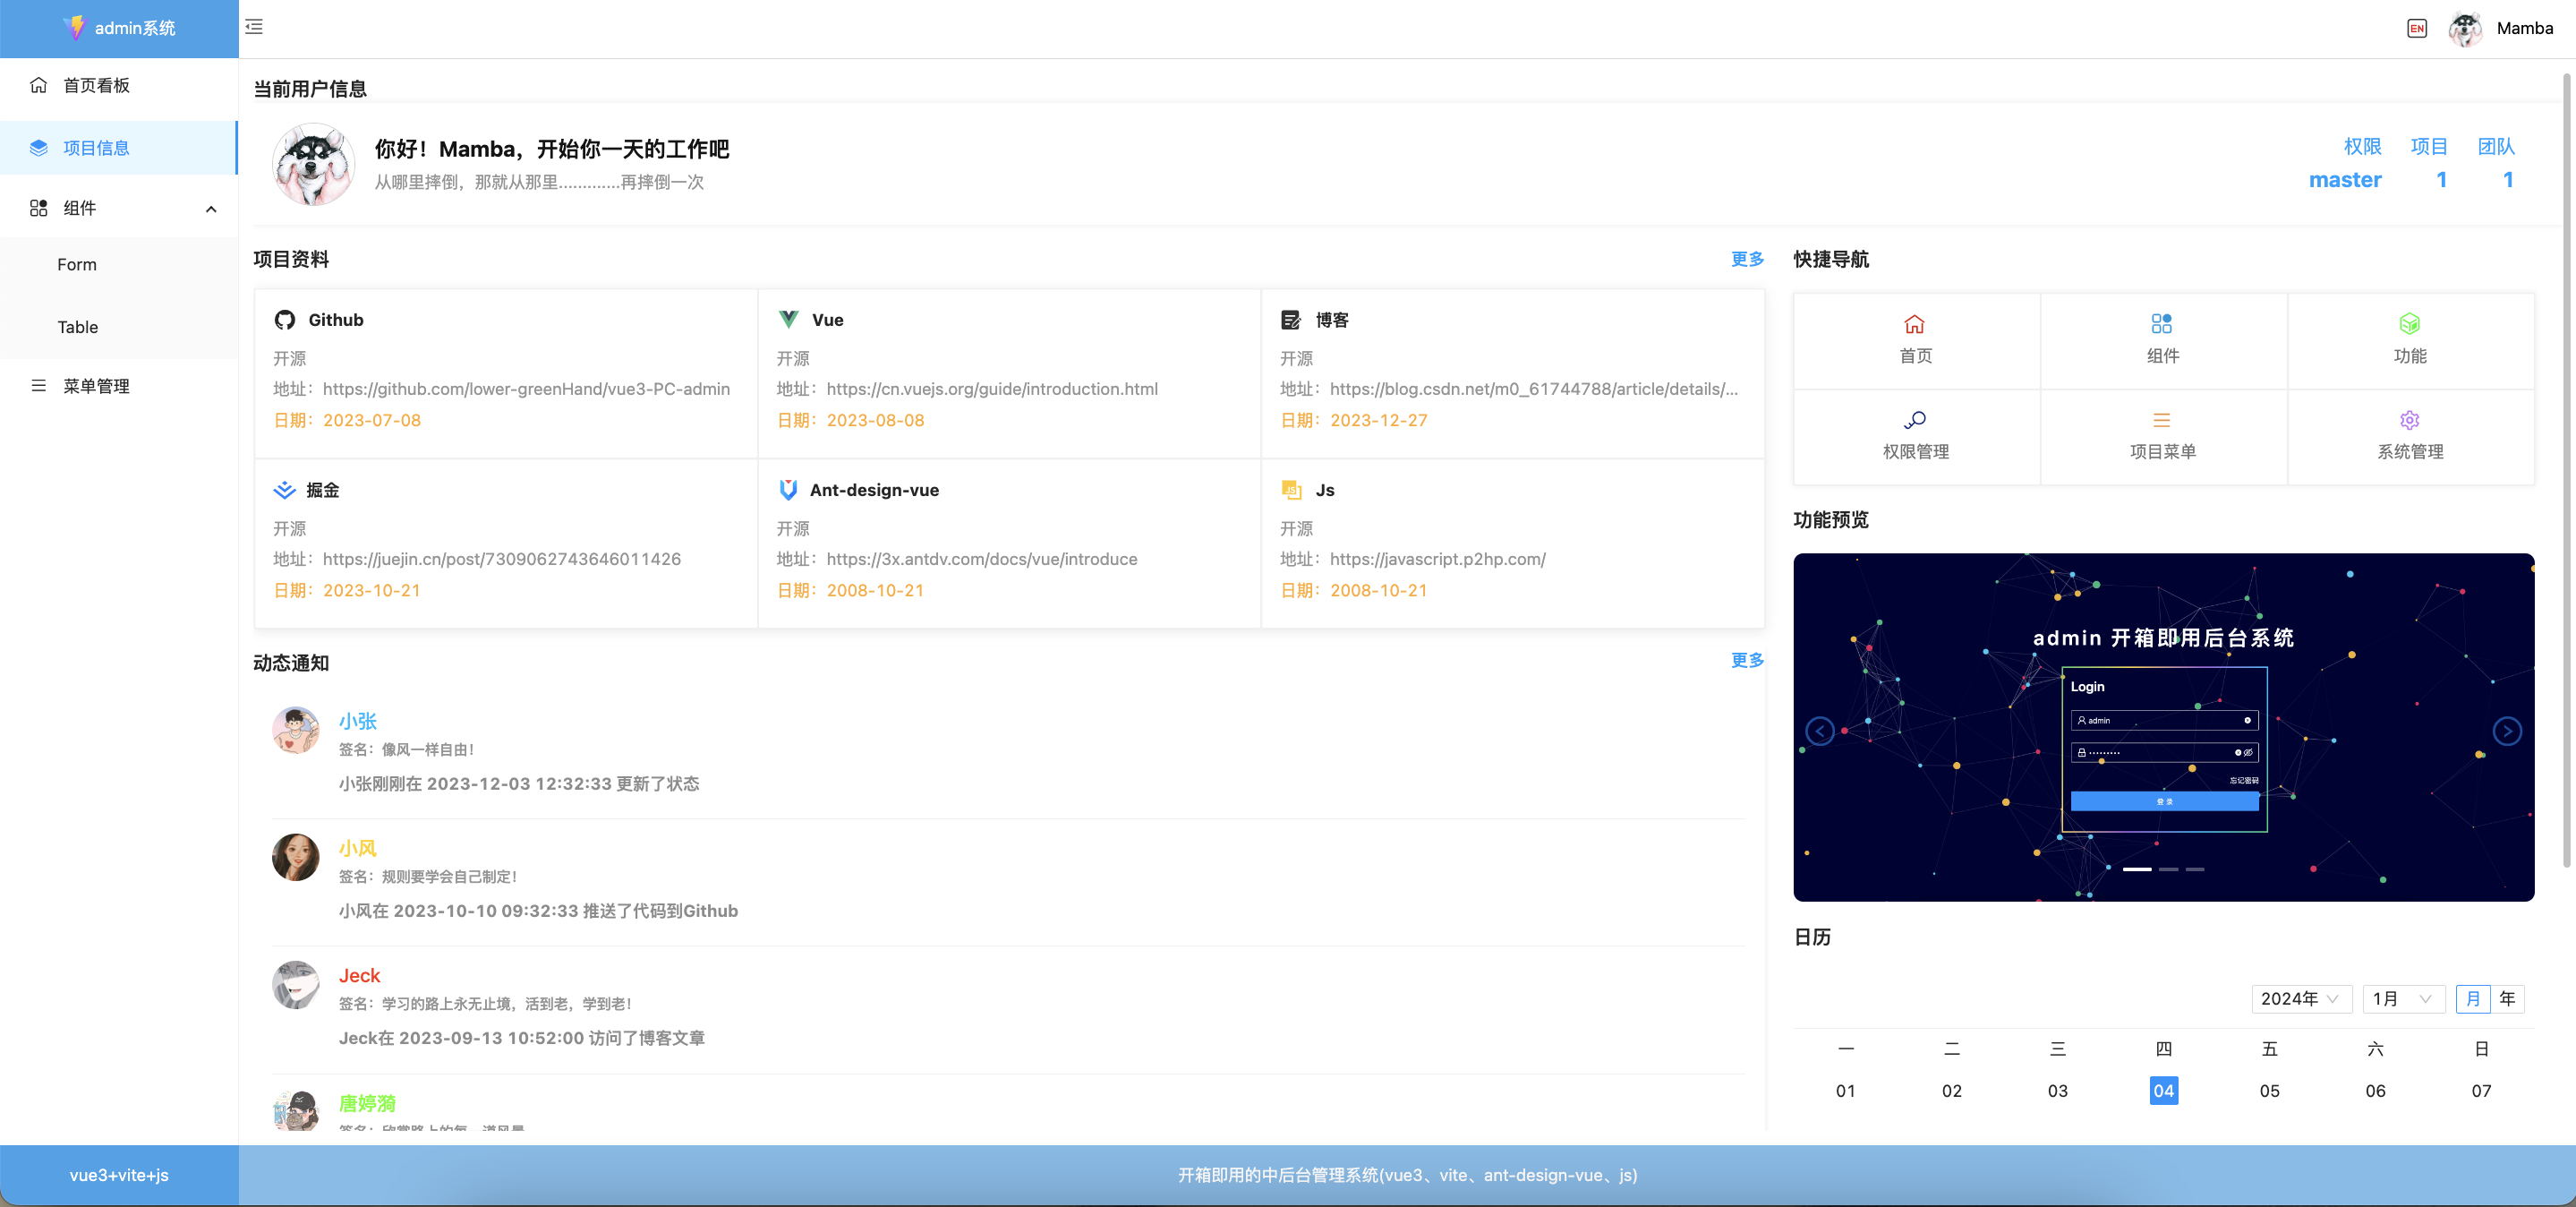 admin系统
EN
Mamba
首页看板
项目信息
组件
Form
Table
菜单管理
当前用户信息
你好！Mamba，开始你一天的工作吧
从哪里摔倒，那就从那里.............再摔倒一次
权限
master
项目
1
团队
1
项目资料
更多
Github
开源
地址：https://github.com/lower-greenHand/vue3-PC-admin
日期：2023-07-08
Vue
开源
地址：https://cn.vuejs.org/guide/introduction.html
日期：2023-08-08
博客
开源
地址：https://blog.csdn.net/m0_61744788/article/details/...
日期：2023-12-27
掘金
开源
地址：https://juejin.cn/post/7309062743646011426
日期：2023-10-21
Ant-design-vue
开源
地址：https://3x.antdv.com/docs/vue/introduce
日期：2008-10-21
JS
Js
开源
地址：https://javascript.p2hp.com/
日期：2008-10-21
动态通知
更多
小张
签名：像风一样自由！
小张刚刚在 2023-12-03 12:32:33 更新了状态
小风
签名：规则要学会自己制定！
小风在 2023-10-10 09:32:33 推送了代码到Github
Jeck
签名：学习的路上永无止境，活到老，学到老！
Jeck在 2023-09-13 10:52:00 访问了博客文章
唐婷漪
快捷导航
首页
组件
功能
权限管理
项目菜单
系统管理
功能预览
admin 开箱即用后台系统
Login
admin
忘记密码
登 录
日历
2024年
1月
月
年
一 二 三 四 五 六 日
01 02 03 04 05 06 07
vue3+vite+js
开箱即用的中后台管理系统(vue3、vite、ant-design-vue、js)